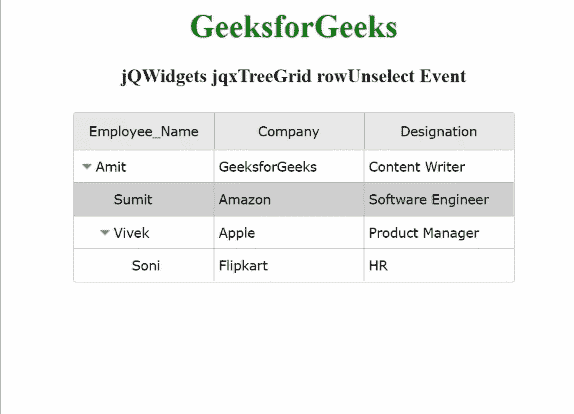 GeeksforGeeks
jQWidgets jqxTreeGrid rowUnselect Event
Employee_Name Company Designation
Amit GeeksforGeeks Content Writer
Sumit Amazon Software Engineer
Vivek Apple Product Manager
Soni Flipkart HR